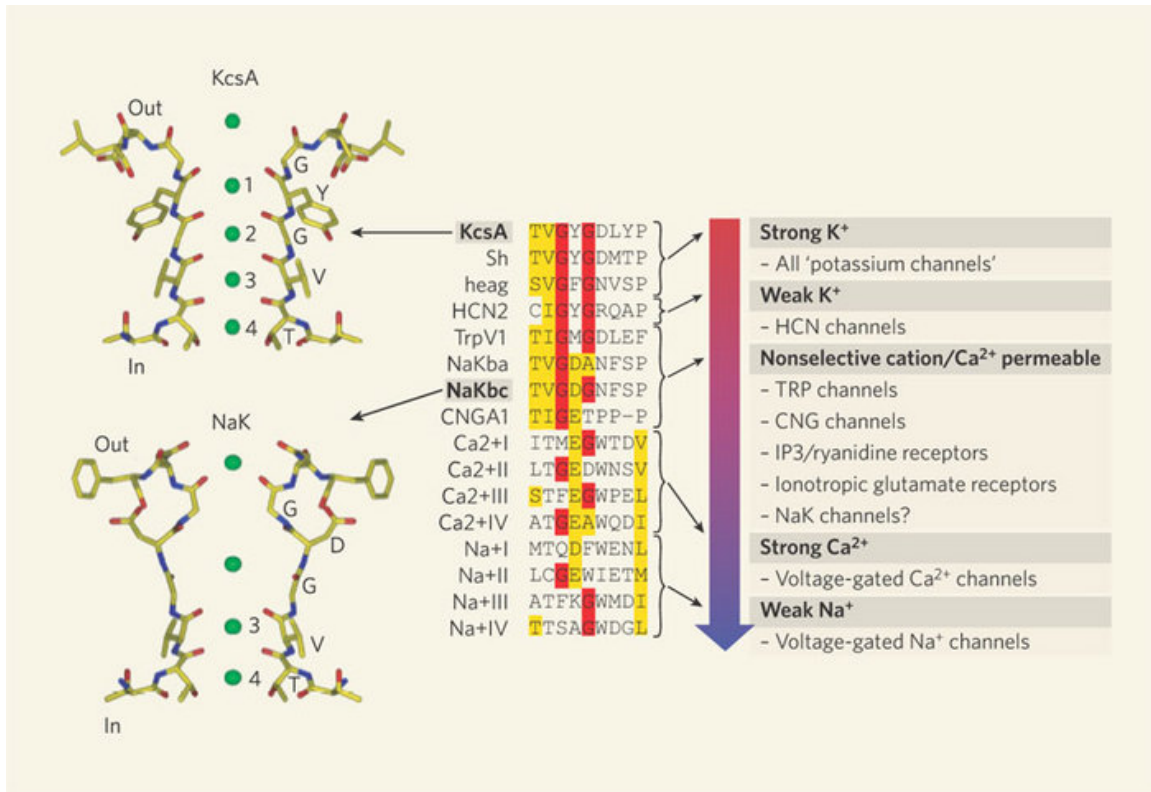 KcsA
Out
G
1
Y
2
G
3
V
4
T
In
NaK
Out
G
D
G
3
V
4
T
In
KcsA TVGYGDLYP
Sh TVGYGDMTP
heag SVGFGNVSP
HCN2 CIGYGRQAP
TrpV1 TIGMGDLEF
NaKba TVGDANFSP
NaKbc TVGDGNFSP
CNGA1 TIGETPP-P
Ca2+I ITMEGWTDV
Ca2+II LTGEDWNSV
Ca2+III STFEGWPEL
Ca2+IV ATGEAWQDI
Na+I MTQDFWENL
Na+II LCGEWIETM
Na+III ATFKGWMDI
Na+IV TTSAGWDGL
Strong K⁺
– All ‘potassium channels’
Weak K⁺
– HCN channels
Nonselective cation/Ca²⁺ permeable
– TRP channels
– CNG channels
– IP3/ryanidine receptors
– Ionotropic glutamate receptors
– NaK channels?
Strong Ca²⁺
– Voltage-gated Ca²⁺ channels
Weak Na⁺
– Voltage-gated Na⁺ channels